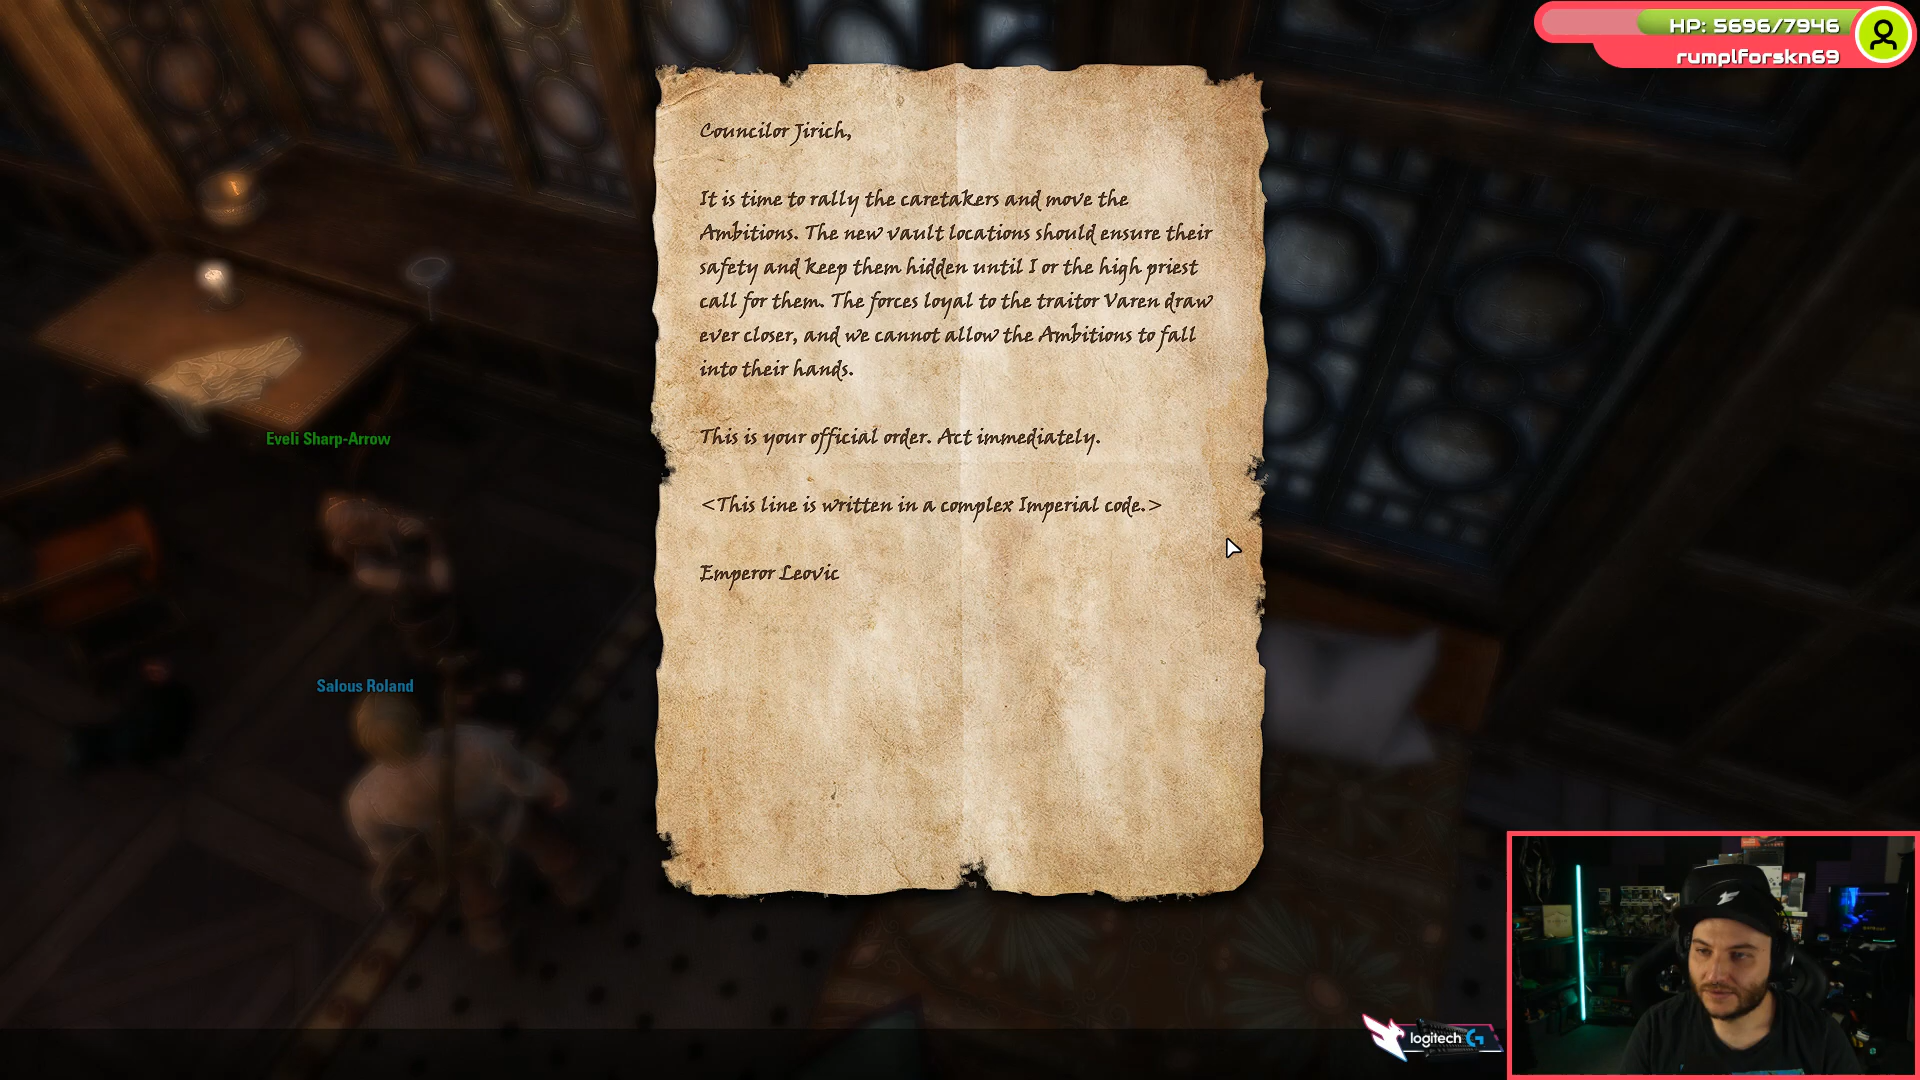 HP: 5696/7946
rumplforskn69
Councilor Jirich,
It is time to rally the caretakers and move the
Ambitions. The new vault locations should ensure their
safety and keep them hidden until I or the high priest
call for them. The forces loyal to the traitor Varen draw
ever closer, and we cannot allow the Ambitions to fall
into their hands.
This is your official order. Act immediately.
<This line is written in a complex Imperial code.>
Emperor Leovic
Eveli Sharp-Arrow
Salous Roland
logitech G